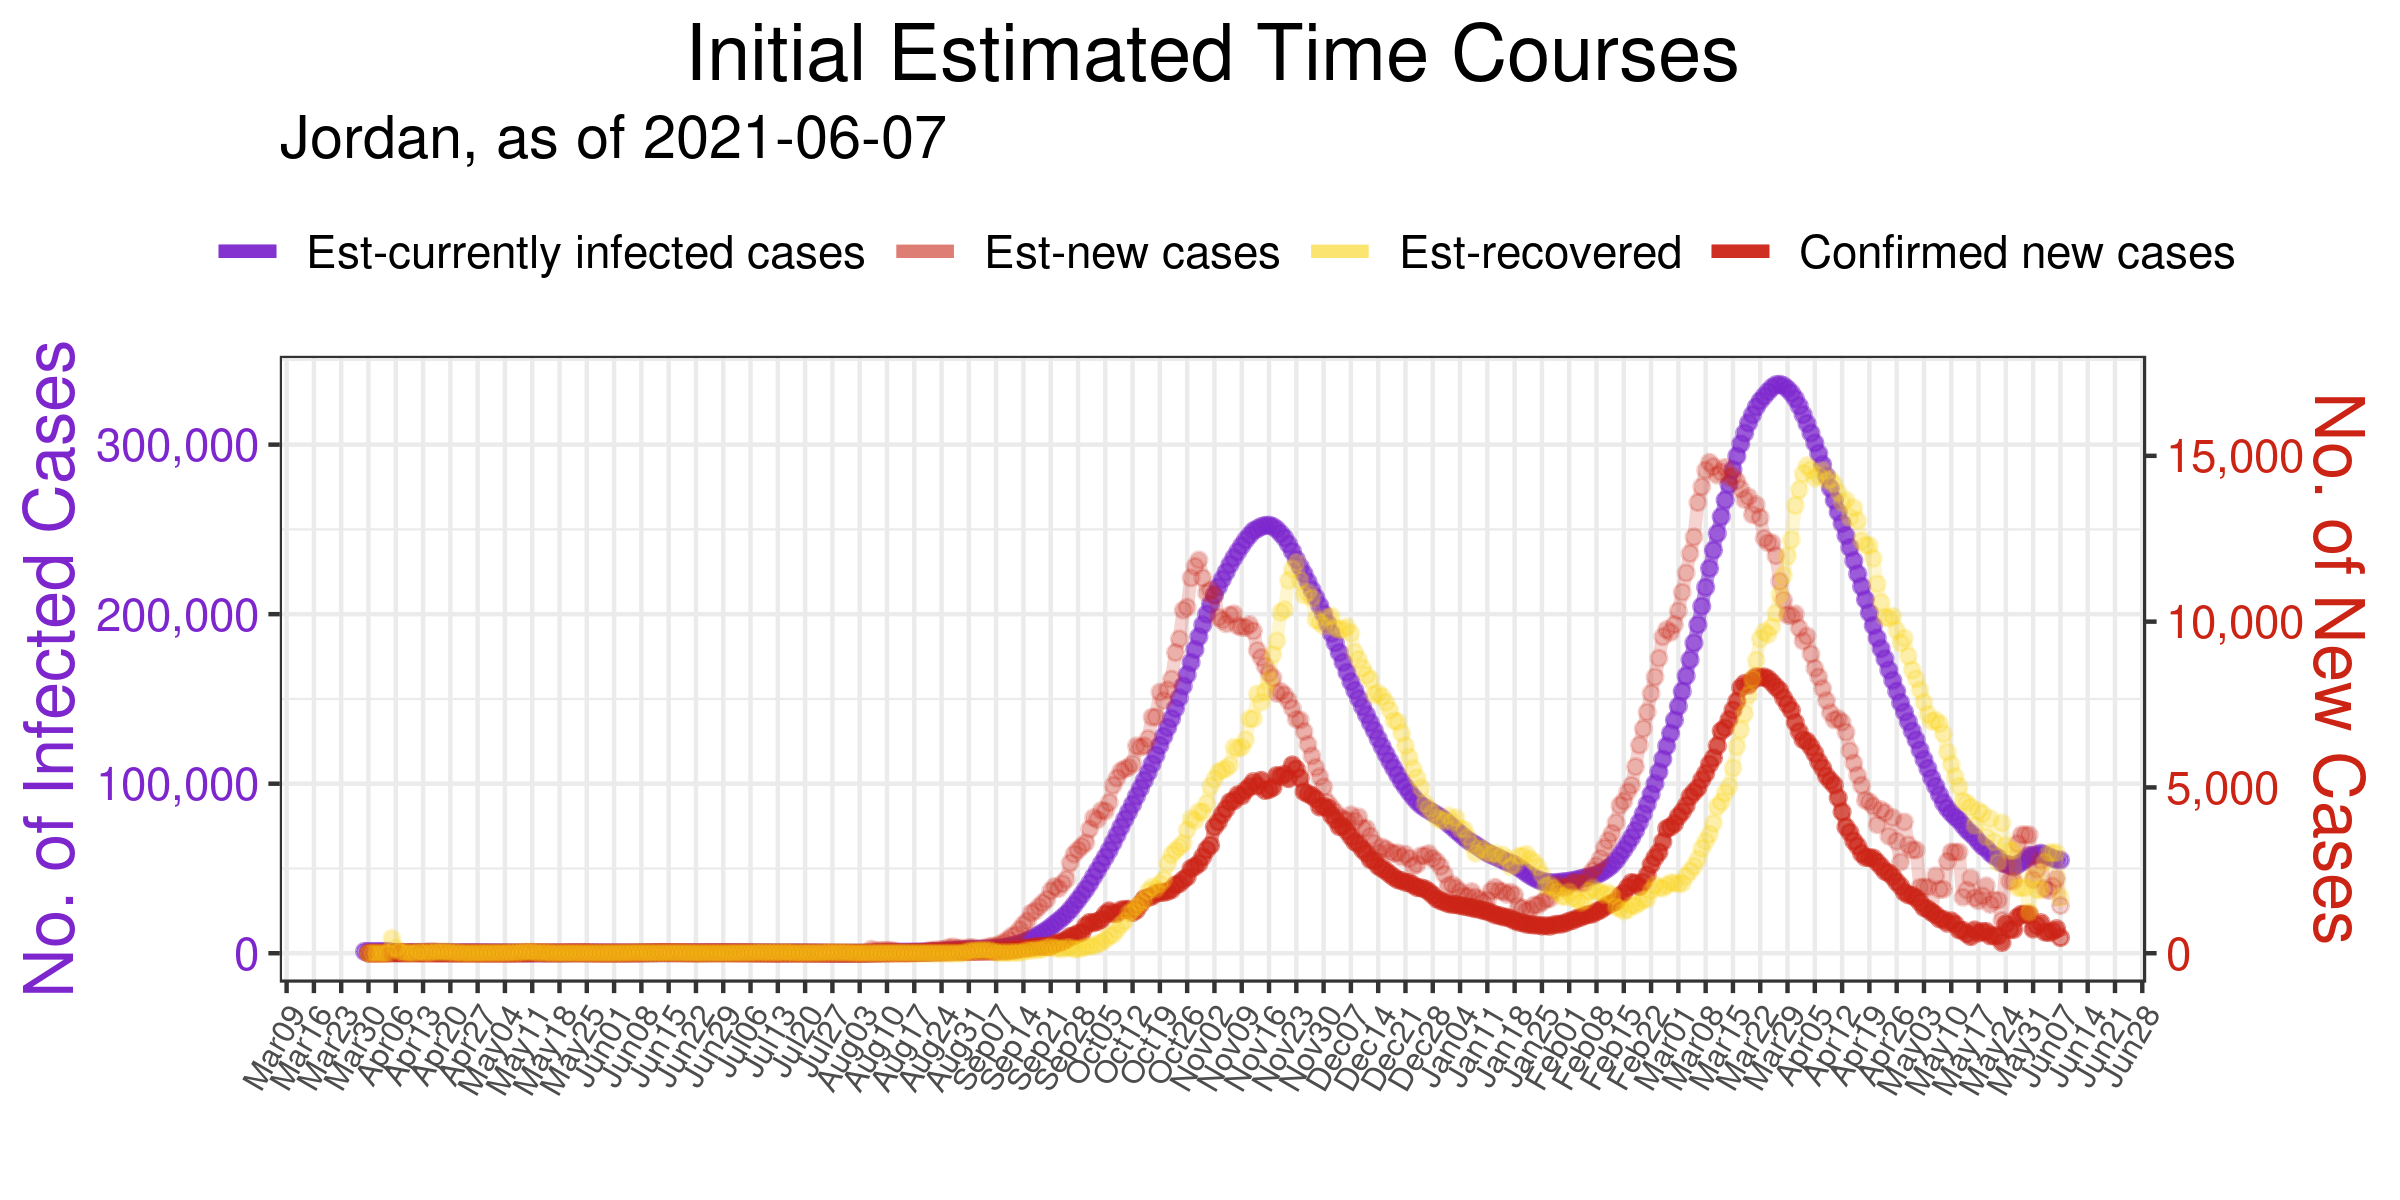 Initial Estimated Time Courses
Jordan, as of 2021-06-07
Est-currently infected cases Est-new cases Est-recovered Confirmed new cases
No. of Infected Cases
300,000
200,000
100,000
0
15,000
10,000
5,000
0
No. of New Cases
Mar09 Mar16 Mar23 Mar30 Apr06 Apr13 Apr20 Apr27 May04 May11 May18 May25 Jun01 Jun08 Jun15 Jun22 Jun29 Jul06 Jul13 Jul20 Jul27 Aug03 Aug10 Aug17 Aug24 Aug31 Sep07 Sep14 Sep21 Sep28 Oct05 Oct12 Oct19 Oct26 Nov02 Nov09 Nov16 Nov23 Nov30 Dec07 Dec14 Dec21 Dec28 Jan04 Jan11 Jan18 Jan25 Feb01 Feb08 Feb15 Feb22 Mar01 Mar08 Mar15 Mar22 Mar29 Apr05 Apr12 Apr19 Apr26 May03 May10 May17 May24 May31 Jun07 Jun14 Jun21 Jun28